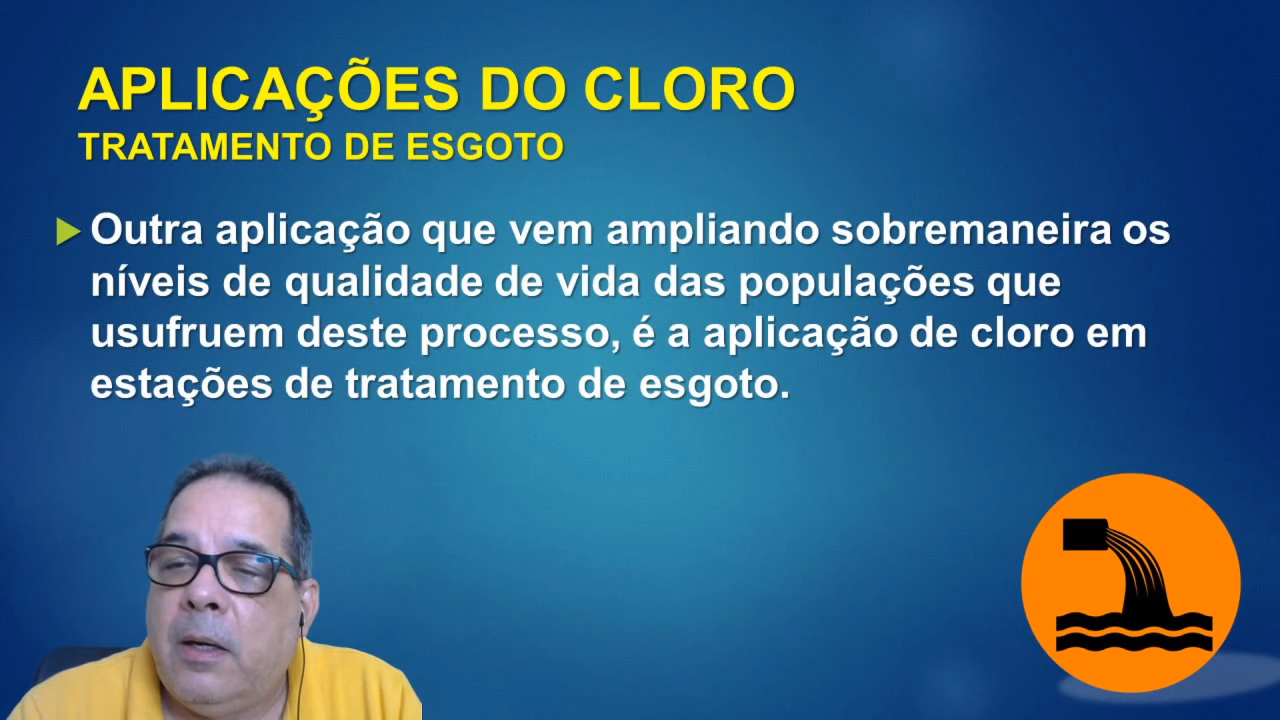 APLICAÇÕES DO CLORO
TRATAMENTO DE ESGOTO
Outra aplicação que vem ampliando sobremaneira os
níveis de qualidade de vida das populações que
usufruem deste processo, é a aplicação de cloro em
estações de tratamento de esgoto.